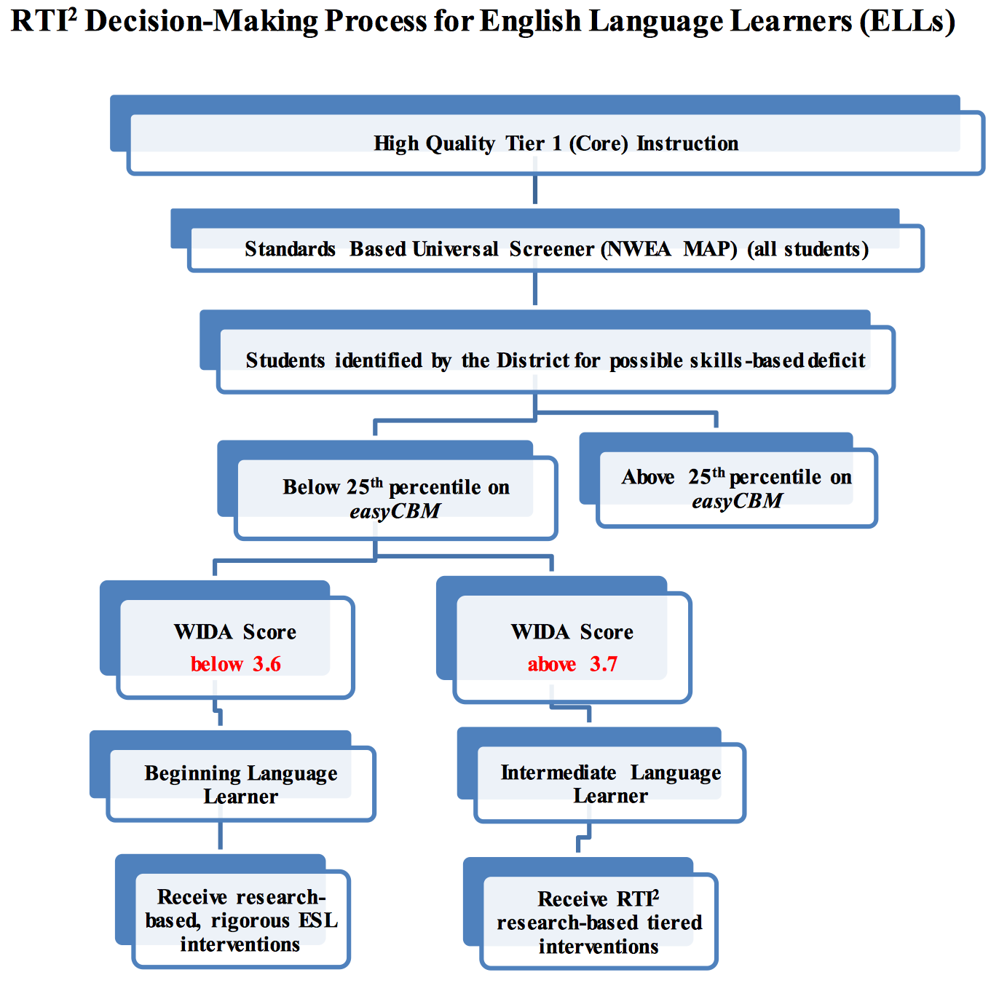 RTI² Decision-Making Process for English Language Learners (ELLs)
High Quality Tier 1 (Core) Instruction
Standards Based Universal Screener (NWEA MAP) (all students)
Students identified by the District for possible skills-based deficit
Below 25th percentile on
easyCBM
Above 25th percentile on
easyCBM
WIDA Score
below 3.6
WIDA Score
above 3.7
Beginning Language
Learner
Intermediate Language
Learner
Receive research-
based, rigorous ESL
interventions
Receive RTI²
research-based tiered
interventions